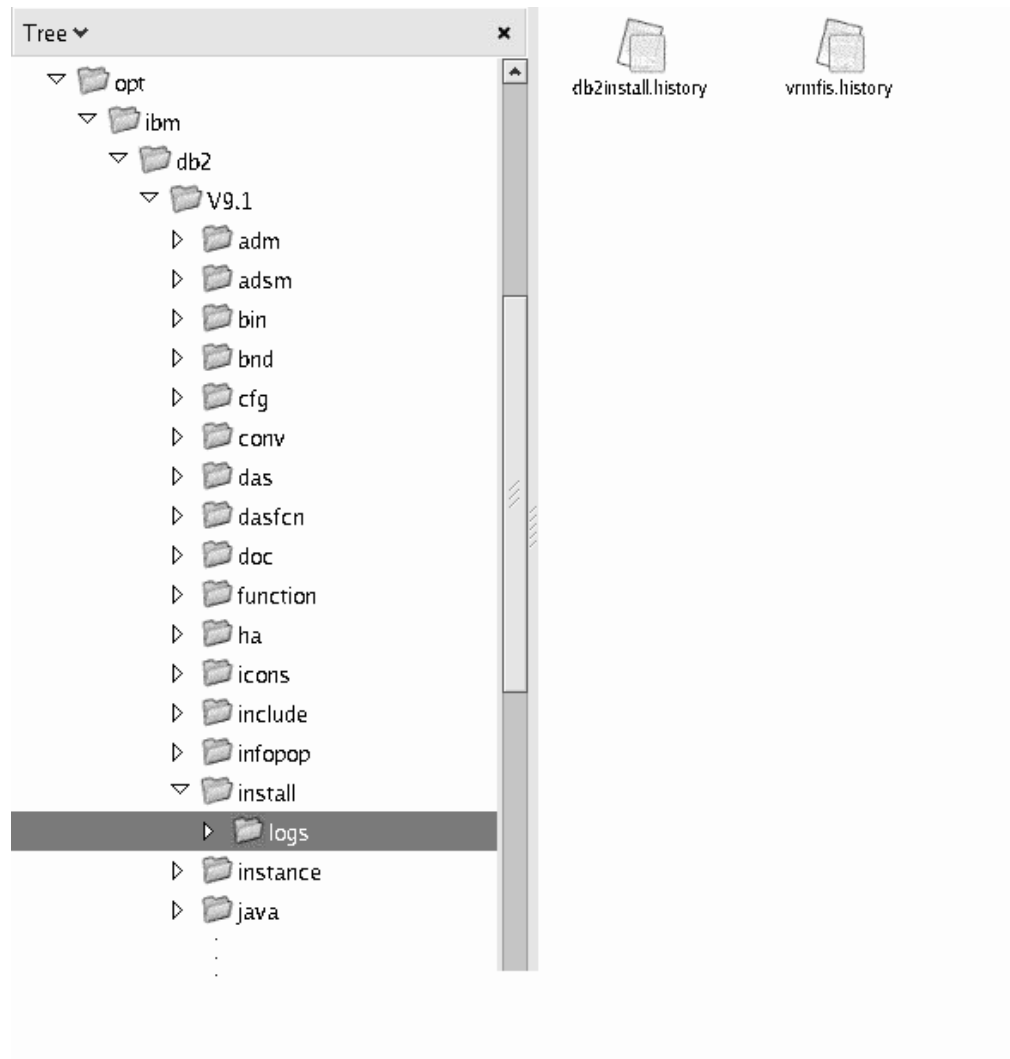 Tree
opt
ibm
db2
V9.1
adm
adsm
bin
bnd
cfg
conv
das
dasfcn
doc
function
ha
icons
include
infopop
install
logs
instance
java
db2install.history
vrmfis.history